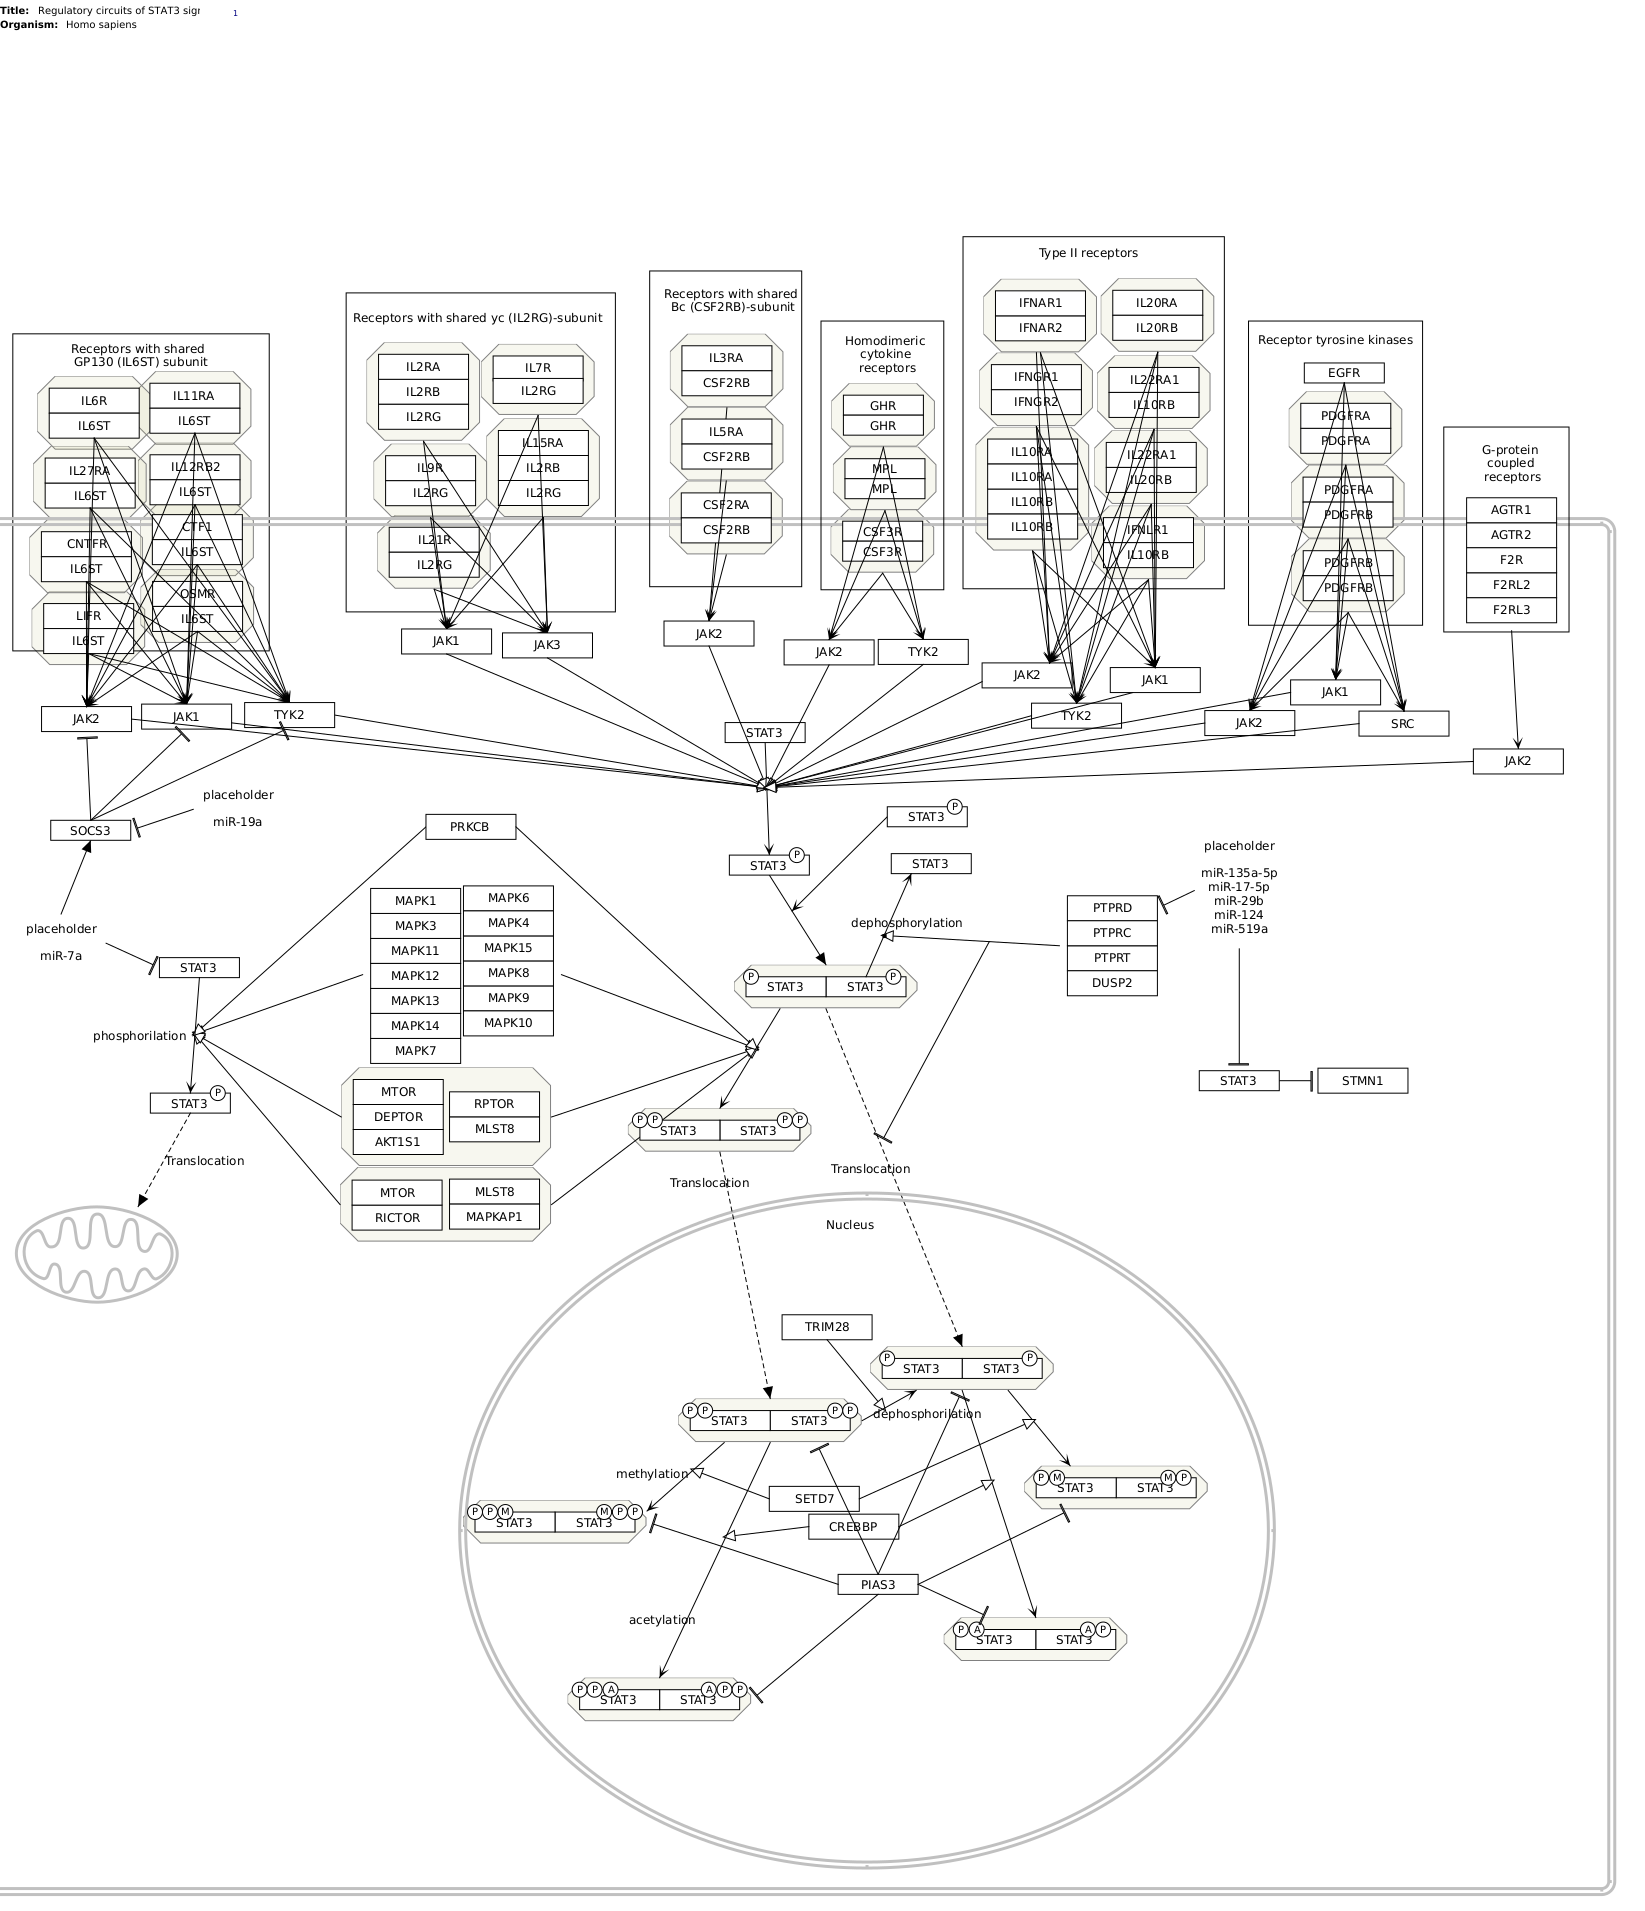 Title: Regulatory circuits of STAT3 sigr
1
Organism: Homo sapiens
Receptors with shared
GP130 (IL6ST) subunit
IL6R
IL6ST
IL11RA
IL6ST
IL27RA
IL6ST
IL12RB2
IL6ST
CNTFR
IL6ST
CTF1
IL6ST
LIFR
IL6ST
OSMR
IL6ST
JAK2
JAK1
TYK2
Receptors with shared yc (IL2RG)-subunit
IL2RA
IL2RB
IL2RG
IL7R
IL2RG
IL9R
IL2RG
IL15RA
IL2RB
IL2RG
IL21R
IL2RG
JAK1
JAK3
Receptors with shared
Bc (CSF2RB)-subunit
IL3RA
CSF2RB
IL5RA
CSF2RB
CSF2RA
CSF2RB
JAK2
Homodimeric
cytokine
receptors
GHR
GHR
MPL
MPL
CSF3R
CSF3R
JAK2
TYK2
Type II receptors
IFNAR1
IFNAR2
IL20RA
IL20RB
IFNGR1
IFNGR2
IL22RA1
IL10RB
IL10RA
IL10RA
IL10RB
IL10RB
IL22RA1
IL20RB
IFNLR1
IL10RB
JAK2
JAK1
TYK2
Receptor tyrosine kinases
EGFR
PDGFRA
PDGFRA
PDGFRA
PDGFRB
PDGFRB
PDGFRB
JAK1
JAK2
SRC
G-protein
coupled
receptors
AGTR1
AGTR2
F2R
F2RL2
F2RL3
JAK2
STAT3
SOCS3
placeholder
miR-19a
placeholder
miR-7a
STAT3
phosphorilation
STAT3
P
Translocation
PRKCB
MAPK1
MAPK3
MAPK11
MAPK12
MAPK13
MAPK14
MAPK7
MAPK6
MAPK4
MAPK15
MAPK8
MAPK9
MAPK10
MTOR
DEPTOR
AKT1S1
RPTOR
MLST8
MTOR
RICTOR
MLST8
MAPKAP1
STAT3
P
STAT3
P
STAT3
dephosphorylation
P
P
STAT3
STAT3
PTPRD
PTPRC
PTPRT
DUSP2
placeholder
miR-135a-5p
miR-17-5p
miR-29b
miR-124
miR-519a
STAT3
STMN1
P P
P P
STAT3
STAT3
Translocation
Translocation
Nucleus
TRIM28
P
P
STAT3
STAT3
P P
P P
STAT3
STAT3
dephosphorilation
methylation
SETD7
P M
M P
STAT3
STAT3
P P M
M P P
STAT3
STAT3
CREBBP
PIAS3
acetylation
P A
A P
STAT3
STAT3
P P A
A P P
STAT3
STAT3